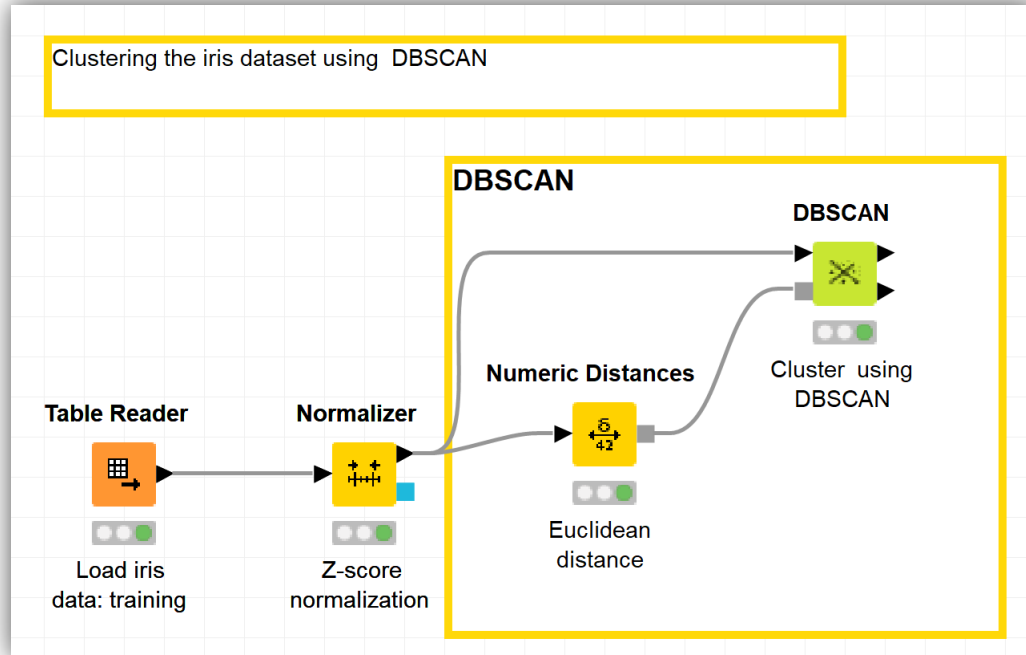 Clustering the iris dataset using  DBSCAN
DBSCAN
DBSCAN
Cluster  using
DBSCAN
Numeric Distances
δ
42
Euclidean
distance
Table Reader
Load iris
data: training
Normalizer
Z-score
normalization